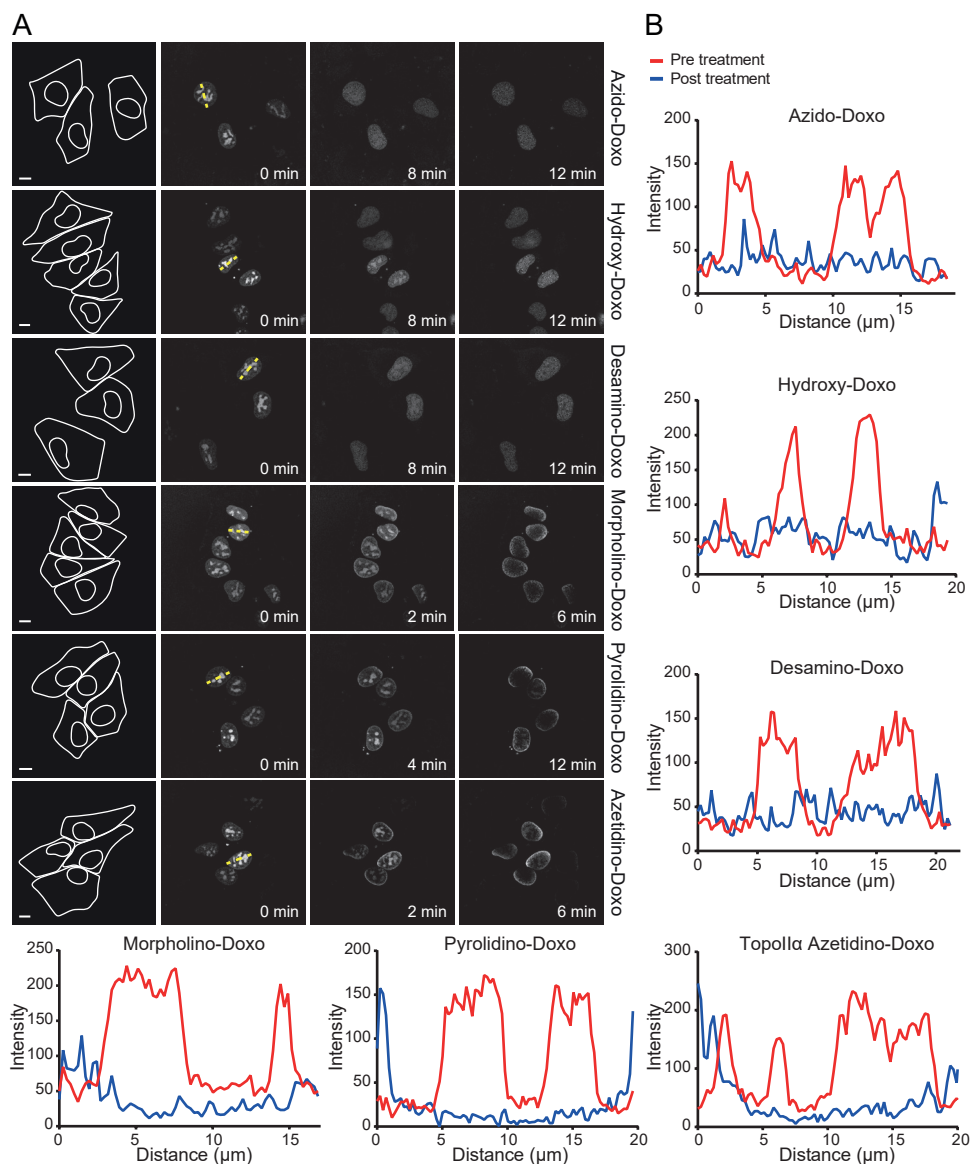 A
Azido-Doxo
0 min
8 min
12 min
Hydroxy-Doxo
0 min
8 min
12 min
Desamino-Doxo
0 min
8 min
12 min
Morpholino-Doxo
0 min
2 min
6 min
Pyrolidino-Doxo
0 min
4 min
12 min
Azetidino-Doxo
0 min
2 min
6 min
B
Pre treatment
Post treatment
Azido-Doxo
Intensity
200
150
100
50
0
0 5 10 15
Distance (µm)
Hydroxy-Doxo
Intensity
300
250
200
150
100
50
0
0 5 10 15 20
Distance (µm)
Desamino-Doxo
Intensity
200
150
100
50
0
0 5 10 15 20
Distance (µm)
Morpholino-Doxo
Intensity
250
200
150
100
50
0
0 5 10 15
Distance (µm)
Pyrolidino-Doxo
Intensity
200
150
100
50
0
0 5 10 15 20
Distance (µm)
TopoIIα Azetidino-Doxo
Intensity
300
200
100
0
0 5 10 15 20
Distance (µm)